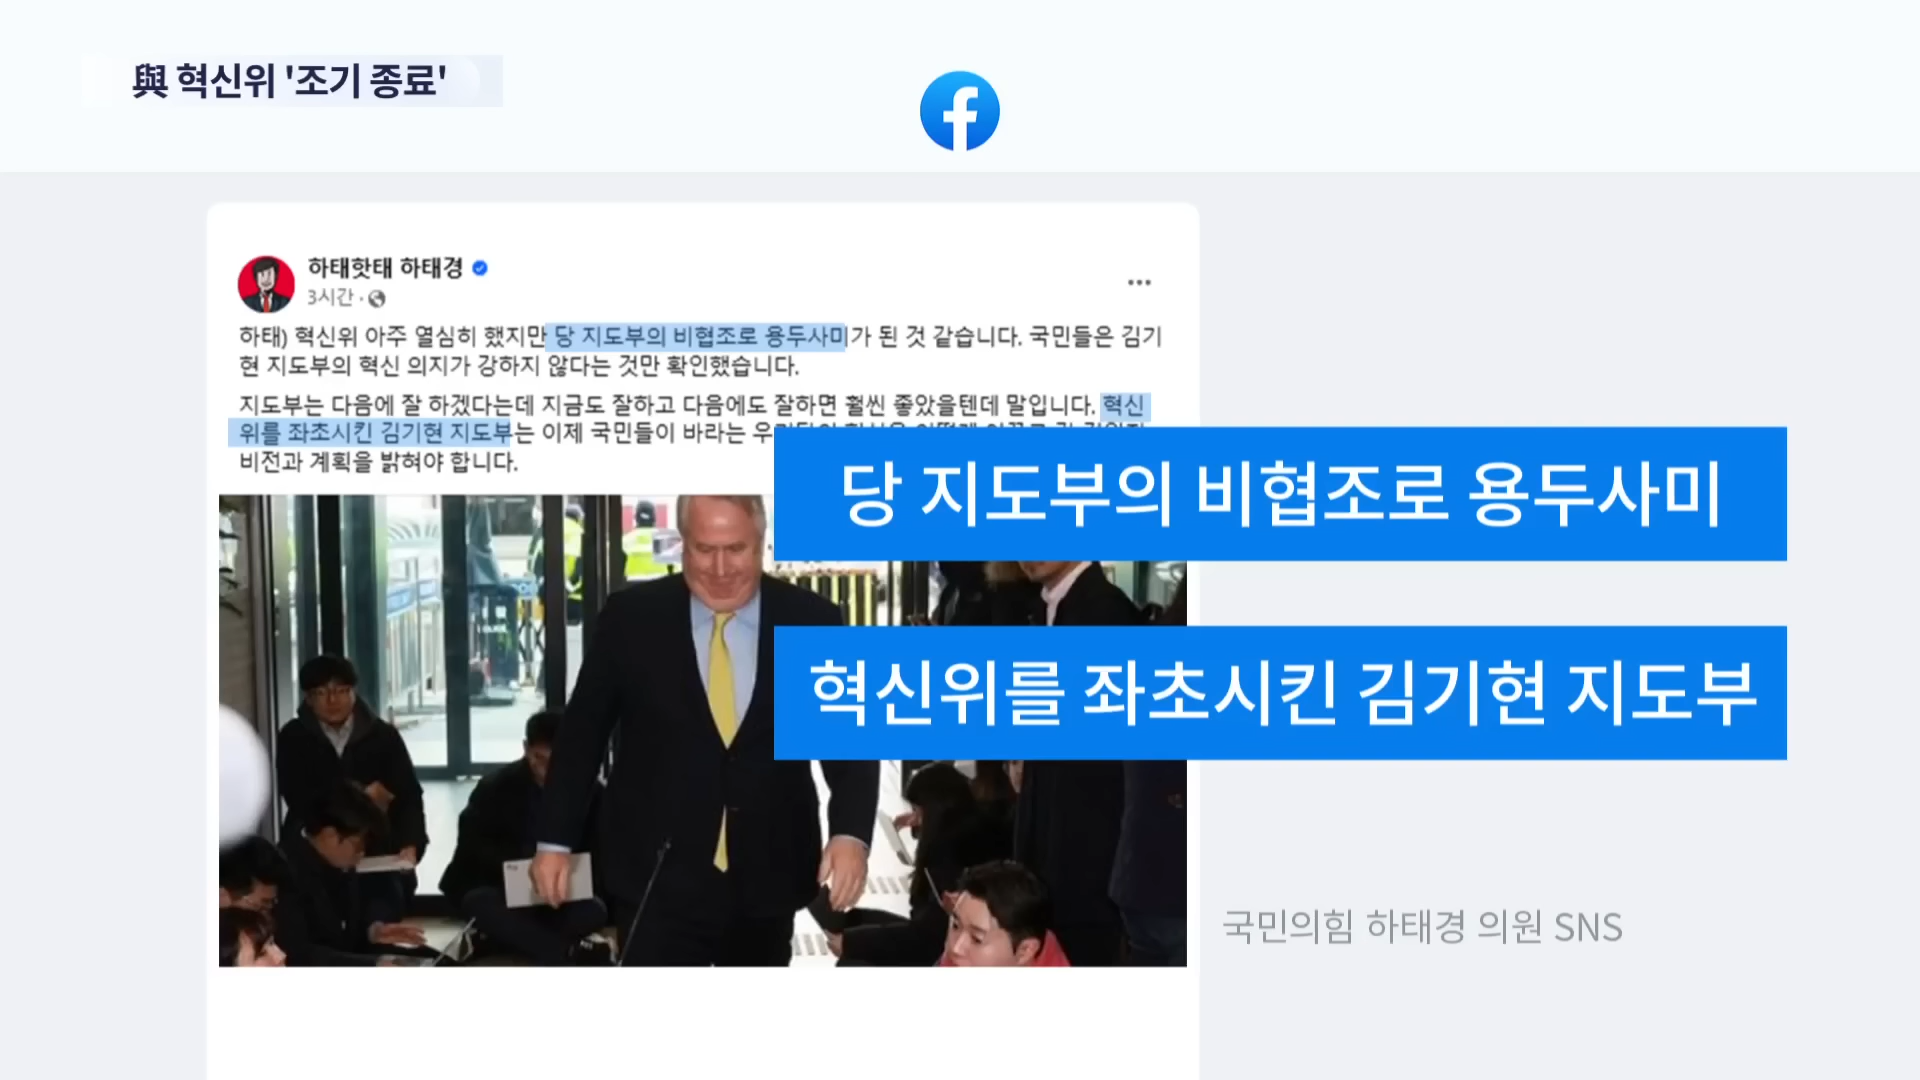 與 혁신위 '조기 종료'
하태핫태 하태경
3시간
하태) 혁신위 아주 열심히 했지만 당 지도부의 비협조로 용두사미가 된 것 같습니다. 국민들은 김기
현 지도부의 혁신 의지가 강하지 않다는 것만 확인했습니다.
지도부는 다음에 잘 하겠다는데 지금도 잘하고 다음에도 잘하면 훨씬 좋았을텐데 말입니다. 혁신
위를 좌초시킨 김기현 지도부는 이제 국민들이 바라는
비전과 계획을 밝혀야 합니다.
당 지도부의 비협조로 용두사미
혁신위를 좌초시킨 김기현 지도부
국민의힘 하태경 의원 SNS